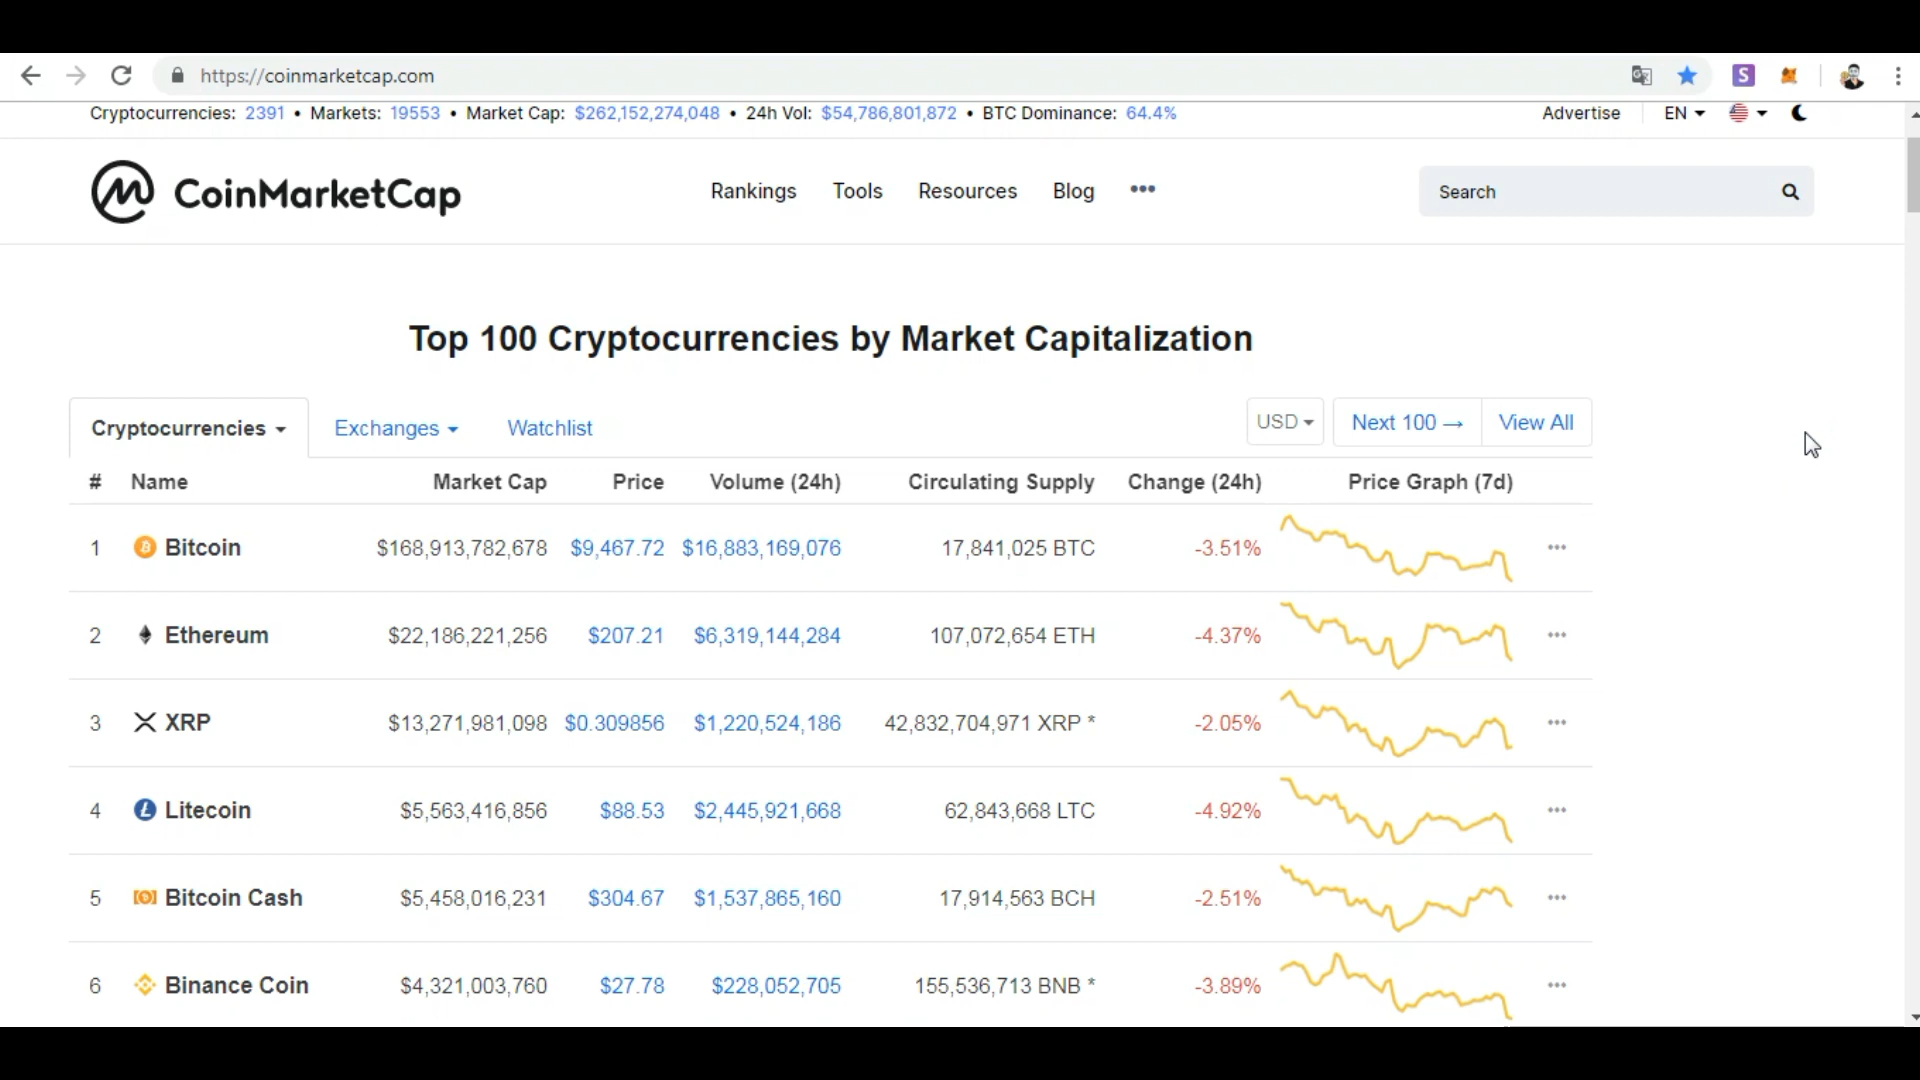 https://coinmarketcap.com
Cryptocurrencies: 2391 • Markets: 19553 • Market Cap: $262,152,274,048 • 24h Vol: $54,786,801,872 • BTC Dominance: 64.4% Advertise EN
CoinMarketCap Rankings Tools Resources Blog ••• Search
Top 100 Cryptocurrencies by Market Capitalization
Cryptocurrencies Exchanges Watchlist USD Next 100 → View All
# Name Market Cap Price Volume (24h) Circulating Supply Change (24h) Price Graph (7d)
1 Bitcoin $168,913,782,678 $9,467.72 $16,883,169,076 17,841,025 BTC -3.51%
2 Ethereum $22,186,221,256 $207.21 $6,319,144,284 107,072,654 ETH -4.37%
3 XRP $13,271,981,098 $0.309856 $1,220,524,186 42,832,704,971 XRP * -2.05%
4 Litecoin $5,563,416,856 $88.53 $2,445,921,668 62,843,668 LTC -4.92%
5 Bitcoin Cash $5,458,016,231 $304.67 $1,537,865,160 17,914,563 BCH -2.51%
6 Binance Coin $4,321,003,760 $27.78 $228,052,705 155,536,713 BNB * -3.89%